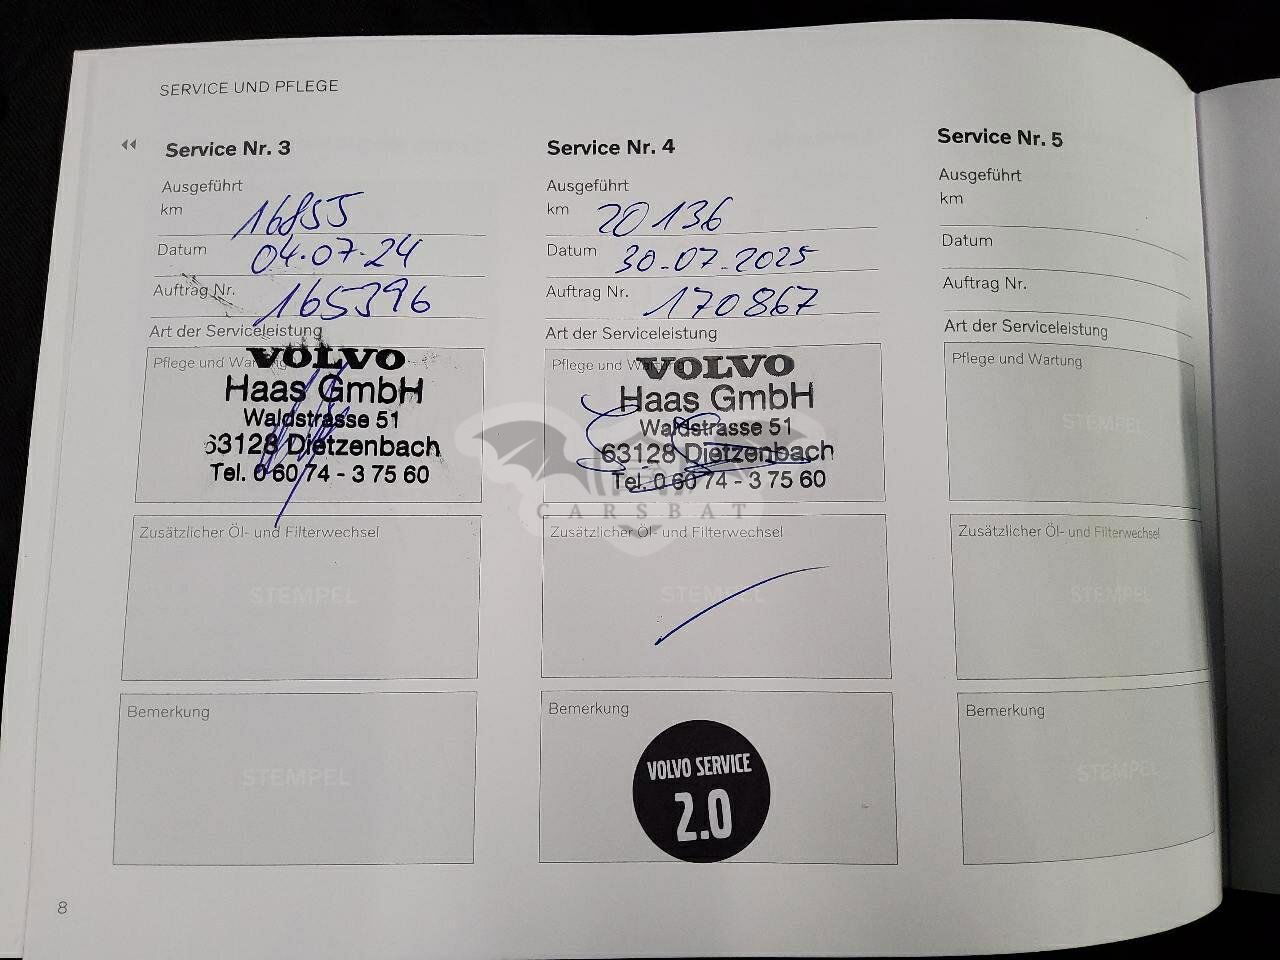 SERVICE UND PFLEGE
Service Nr. 3
Ausgeführt
km 16855
Datum 04.07.24
Auftrag Nr. 165396
Art der Serviceleistung
Pflege und Wartung
VOLVO
Haas GmbH
Waldstrasse 51
63128 Dietzenbach
Tel. 0 60 74 - 3 75 60
Zusätzlicher Öl- und Filterwechsel
STEMPEL
Bemerkung
STEMPEL
Service Nr. 4
Ausgeführt
km 20136
Datum 30.07.2025
Auftrag Nr. 170867
Art der Serviceleistung
Pflege und Wartung
VOLVO
Haas GmbH
Waldstrasse 51
63128 Dietzenbach
Tel. 0 60 74 - 3 75 60
CARSBAT
Zusätzlicher Öl- und Filterwechsel
STEMPEL
Bemerkung
VOLVO SERVICE
2.0
Service Nr. 5
Ausgeführt
km
Datum
Auftrag Nr.
Art der Serviceleistung
Pflege und Wartung
STEMPEL
Zusätzlicher Öl- und Filterwechsel
STEMPEL
Bemerkung
STEMPEL
8